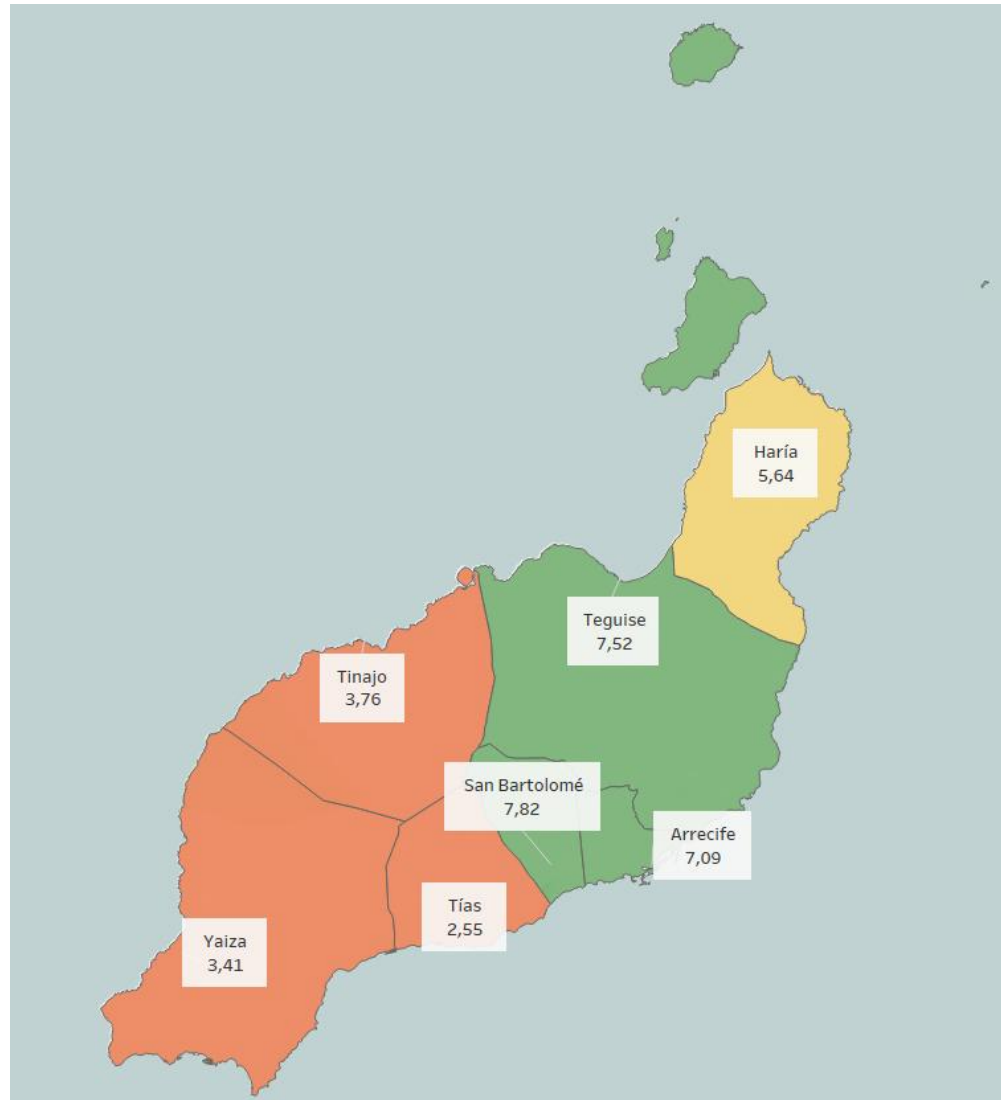 Haría
5,64
Teguise
7,52
Tinajo
3,76
San Bartolomé
7,82
Arrecife
7,09
Tías
2,55
Yaiza
3,41